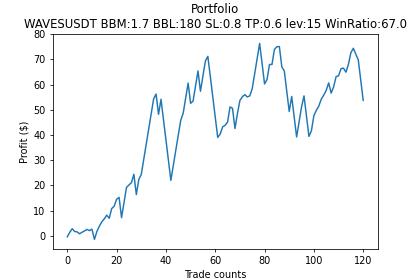 Portfolio
WAVESUSDT BBM:1.7 BBL:180 SL:0.8 TP:0.6 lev:15 WinRatio:67.0
80
70
60
50
40
30
20
10
0
Profit ($)
0 20 40 60 80 100 120
Trade counts